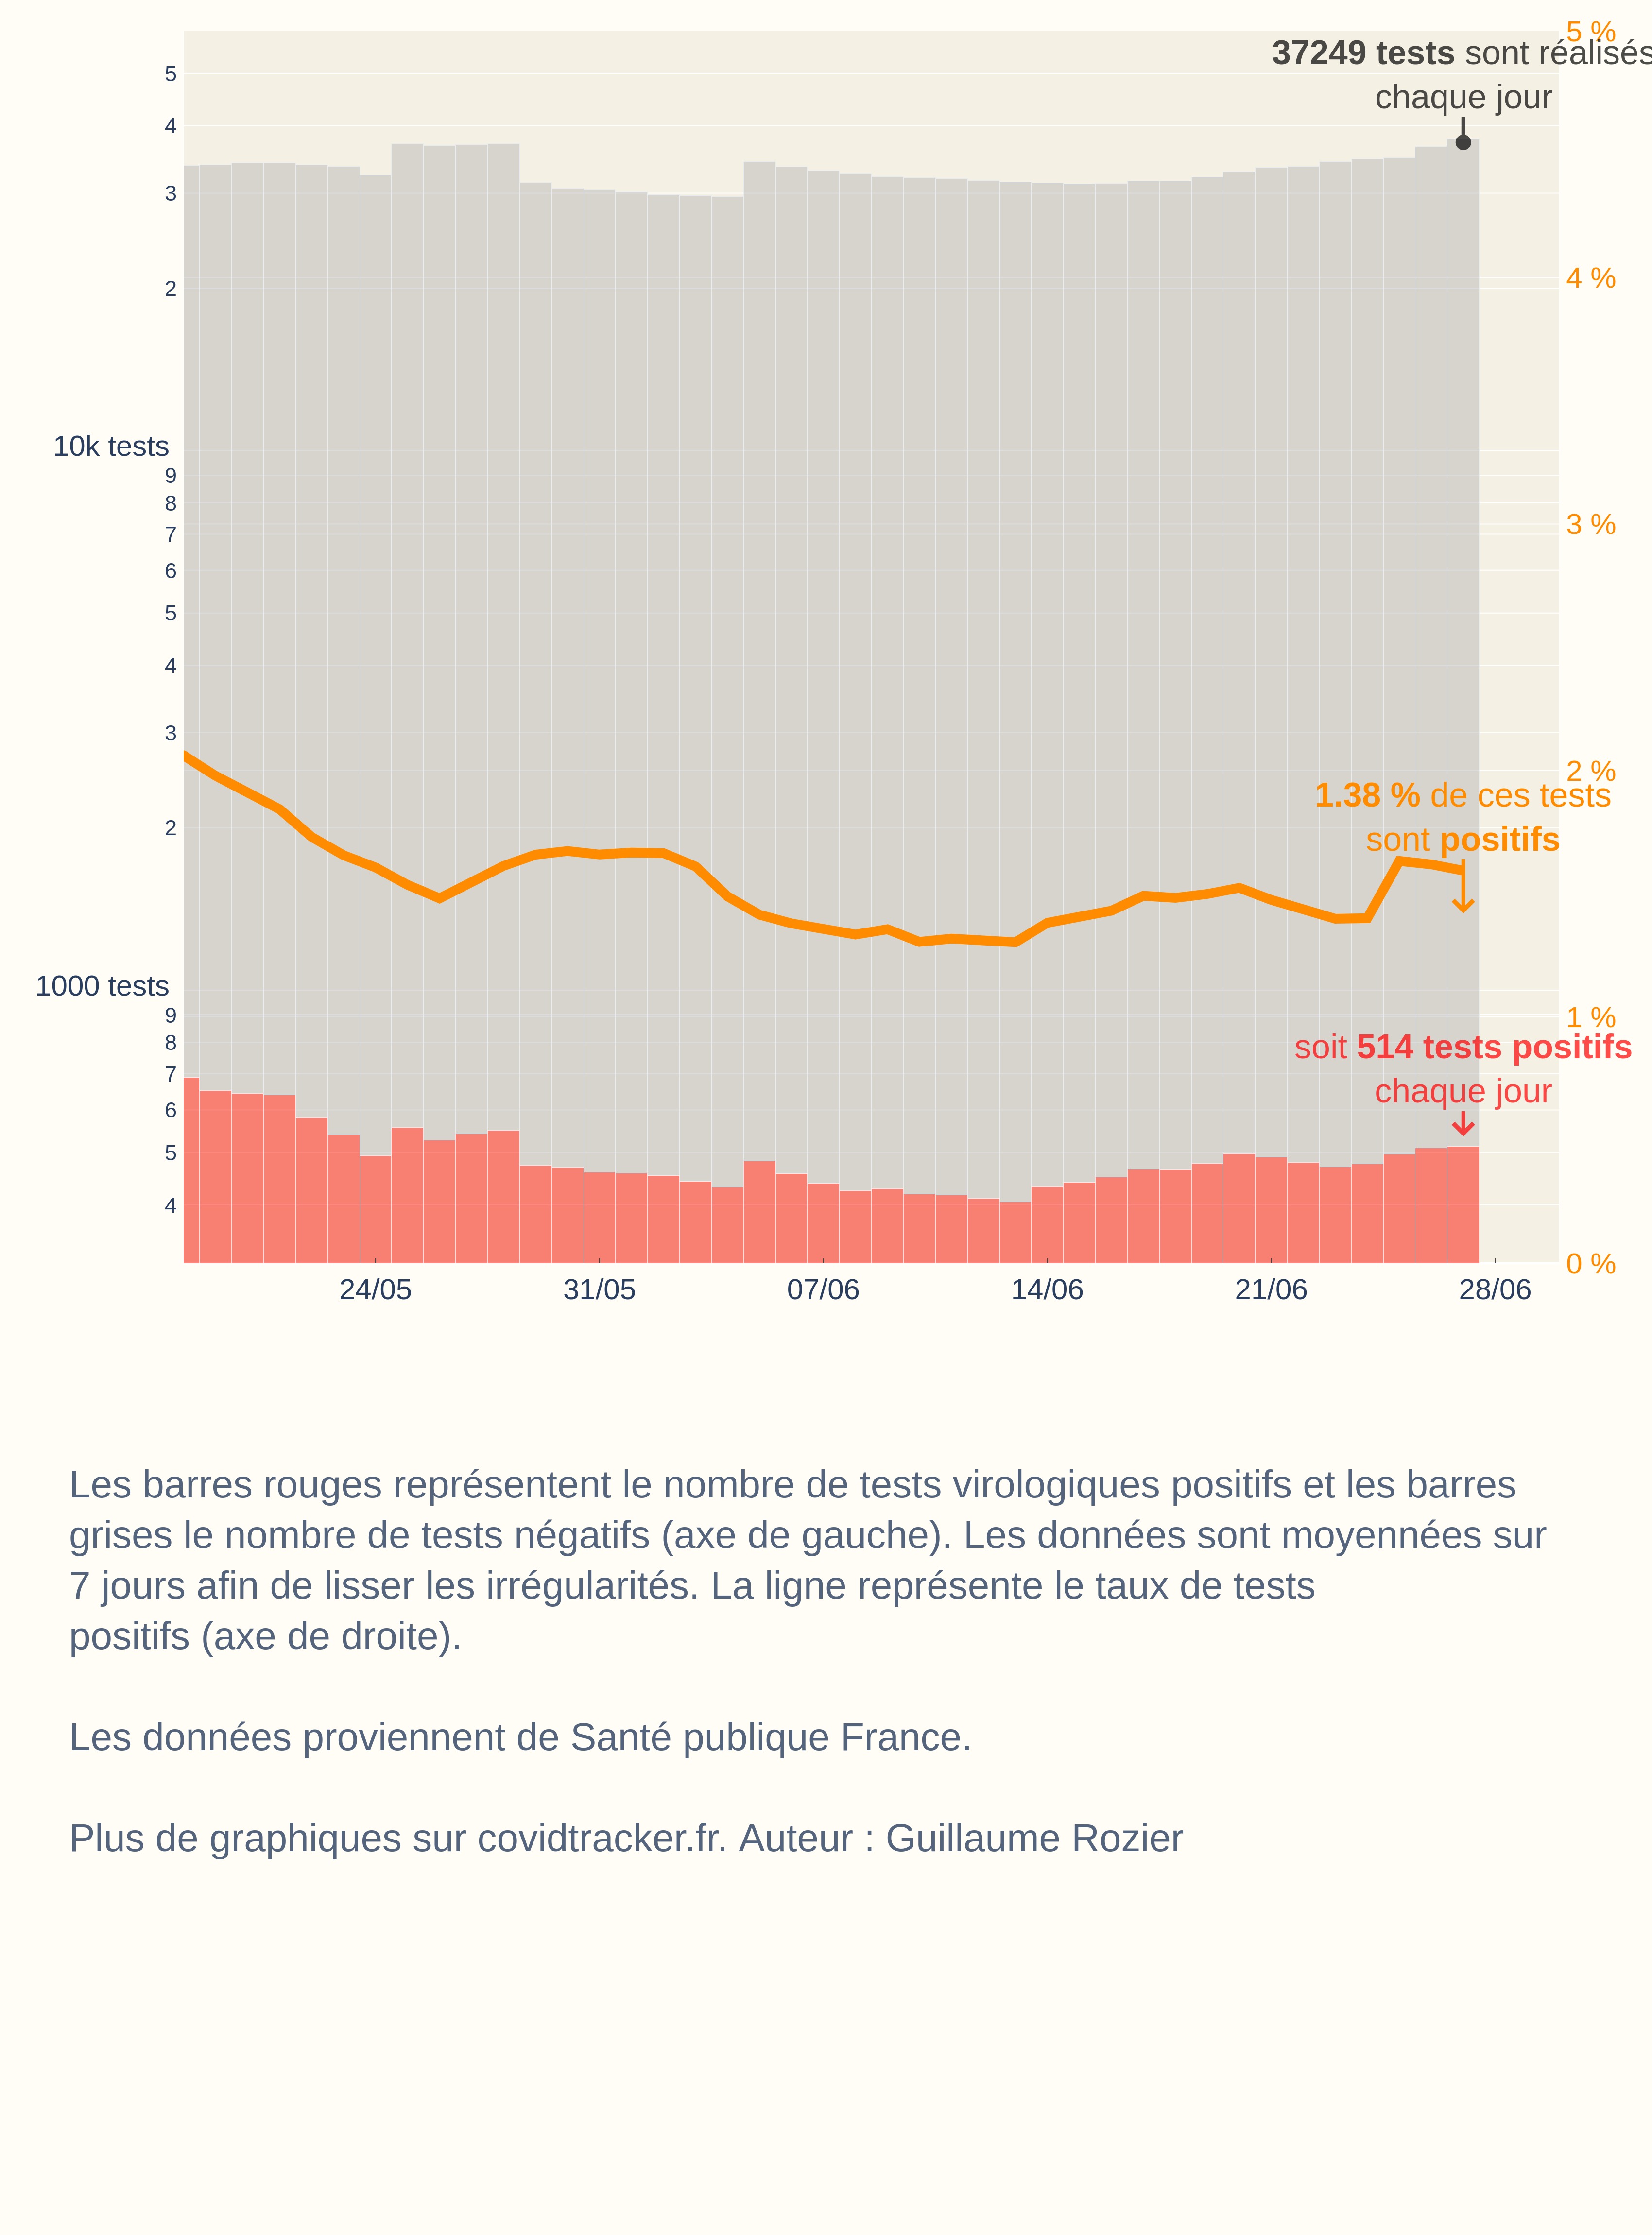 5 %
37249 tests sont réalisés
chaque jour
5
4
3
2
4 %
10k tests
9
8
7
6
5
4
3
2
3 %
2 %
1.38 % de ces tests
sont positifs
1000 tests
9
8
7
6
5
4
1 %
soit 514 tests positifs
chaque jour
0 %
24/05 31/05 07/06 14/06 21/06 28/06
Les barres rouges représentent le nombre de tests virologiques positifs et les barres
grises le nombre de tests négatifs (axe de gauche). Les données sont moyennées sur
7 jours afin de lisser les irrégularités. La ligne représente le taux de tests
positifs (axe de droite).
Les données proviennent de Santé publique France.
Plus de graphiques sur covidtracker.fr. Auteur : Guillaume Rozier